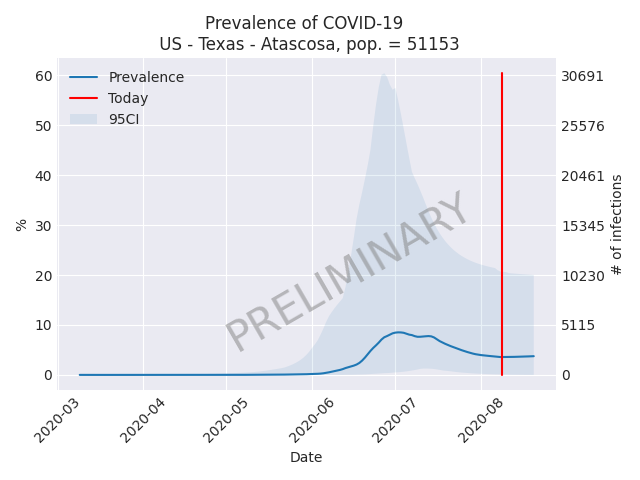 Prevalence of COVID-19
US - Texas - Atascosa, pop. = 51153
Prevalence
Today
95CI
60
50
40
30
20
10
0
%
30691
25576
20461
15345
10230
5115
0
# of infections
PRELIMINARY
2020-03
2020-04
2020-05
2020-06
2020-07
2020-08
Date